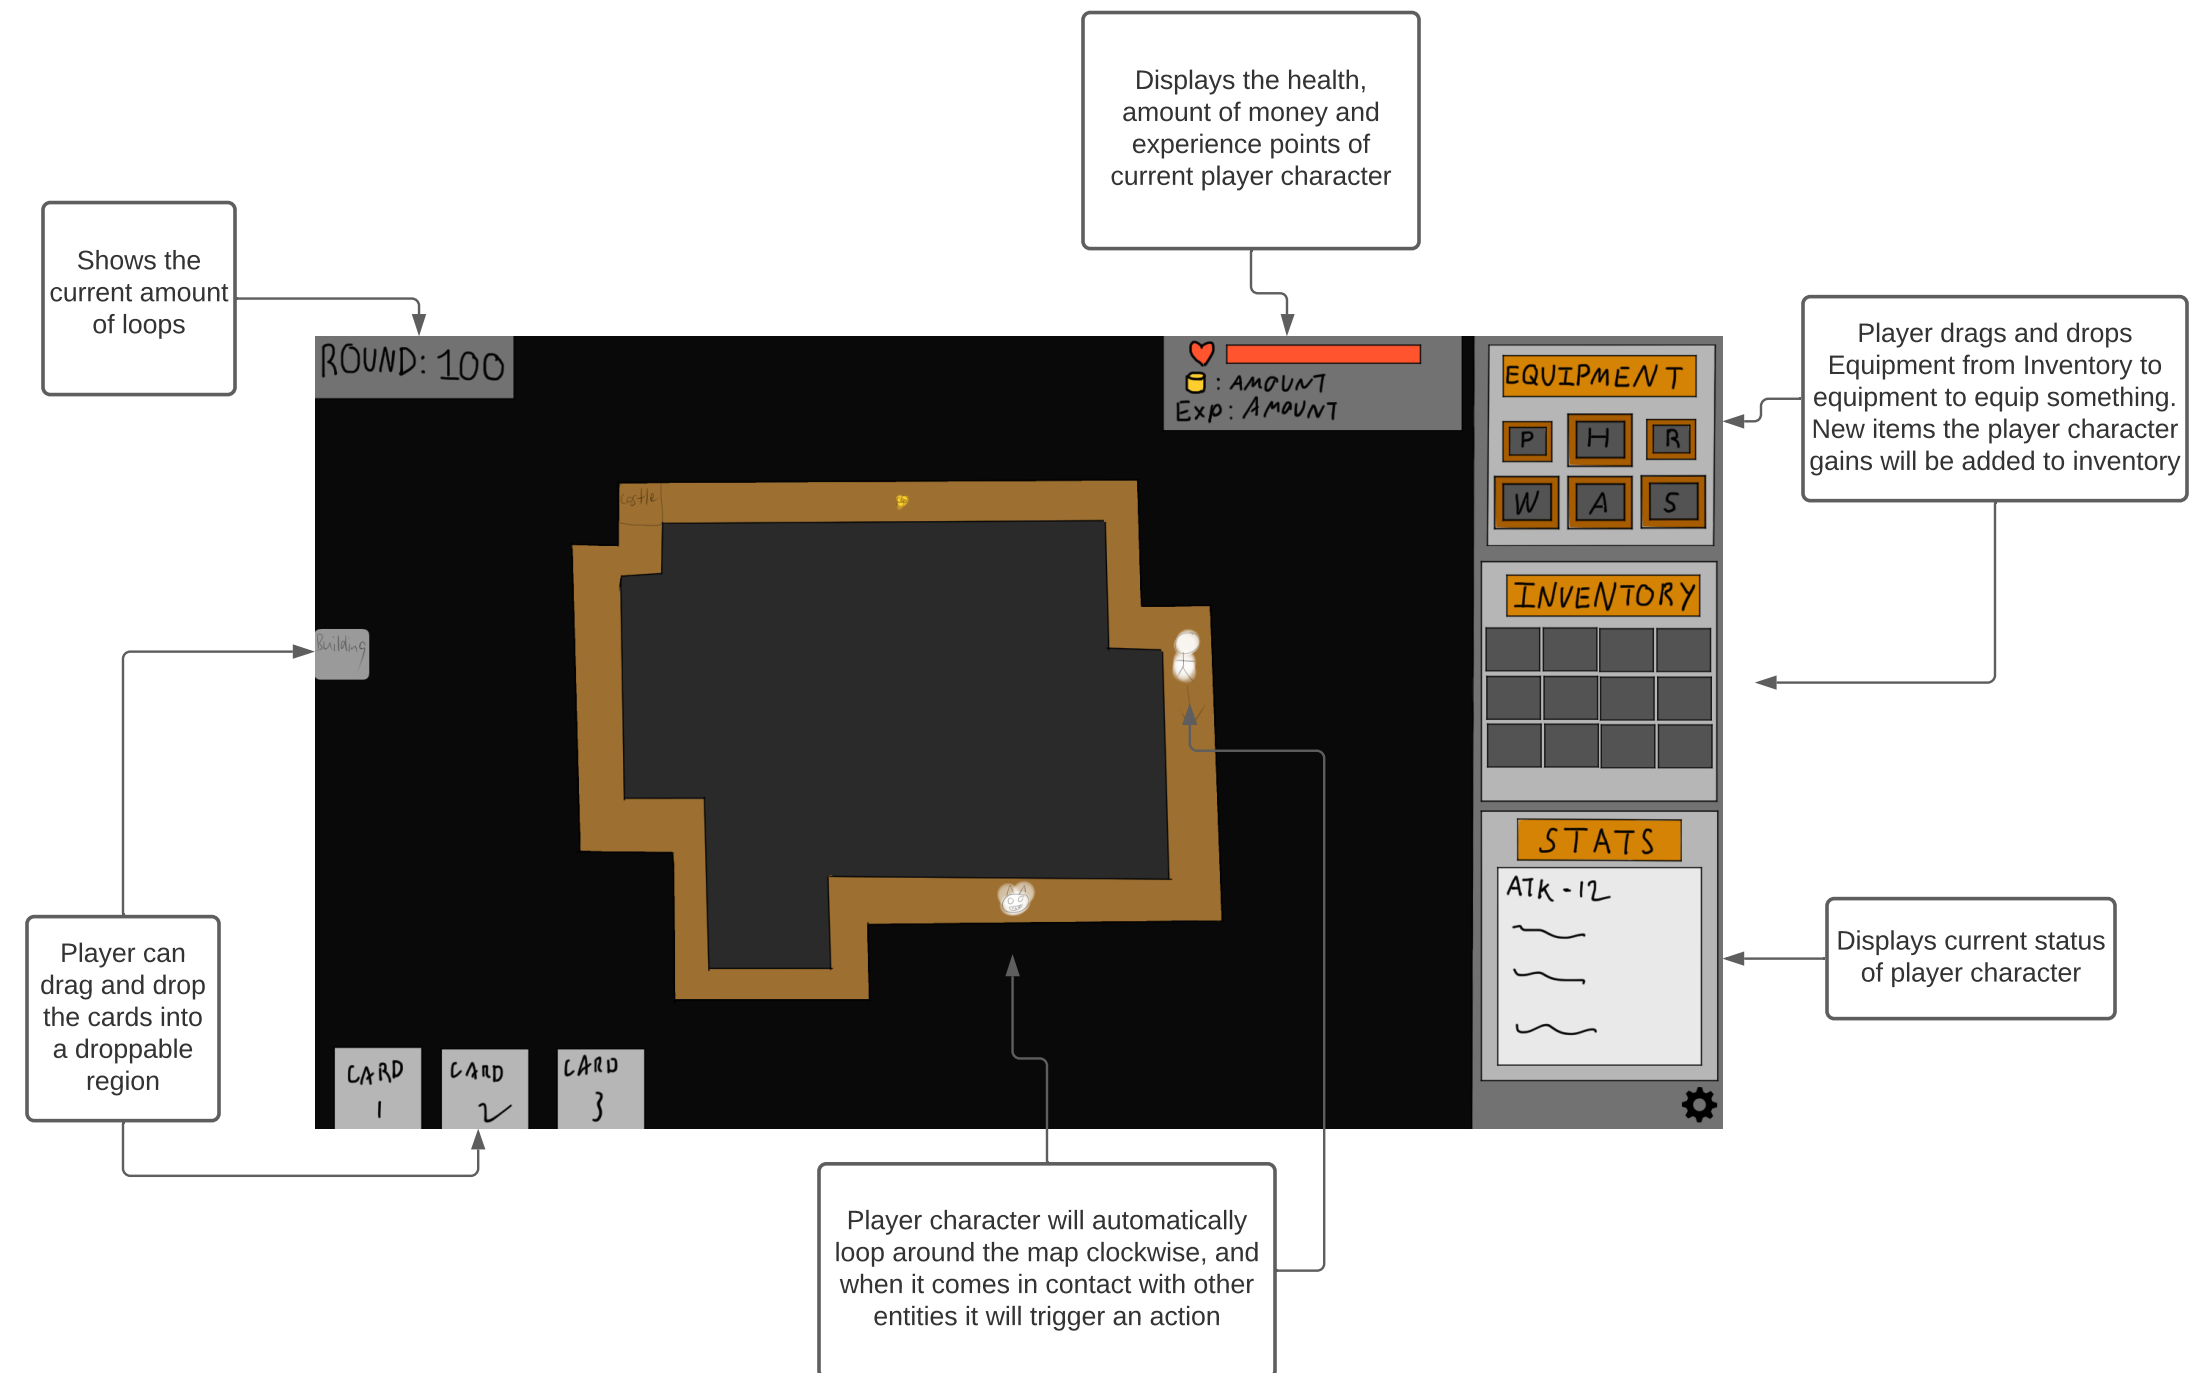 Displays the health,
amount of money and
experience points of
current player character
Shows the
current amount
of loops
Player drags and drops
Equipment from Inventory to
equipment to equip something.
New items the player character
gains will be added to inventory
ROUND: 100
: AMOUNT
Exp: AMOUNT
EQUIPMENT
P H R
W A S
Castle
INVENTORY
Building
STATS
ATK - 12
Displays current status
of player character
Player can
drag and drop
the cards into
a droppable
region
CARD
1
CARD
2
CARD
3
Player character will automatically
loop around the map clockwise, and
when it comes in contact with other
entities it will trigger an action